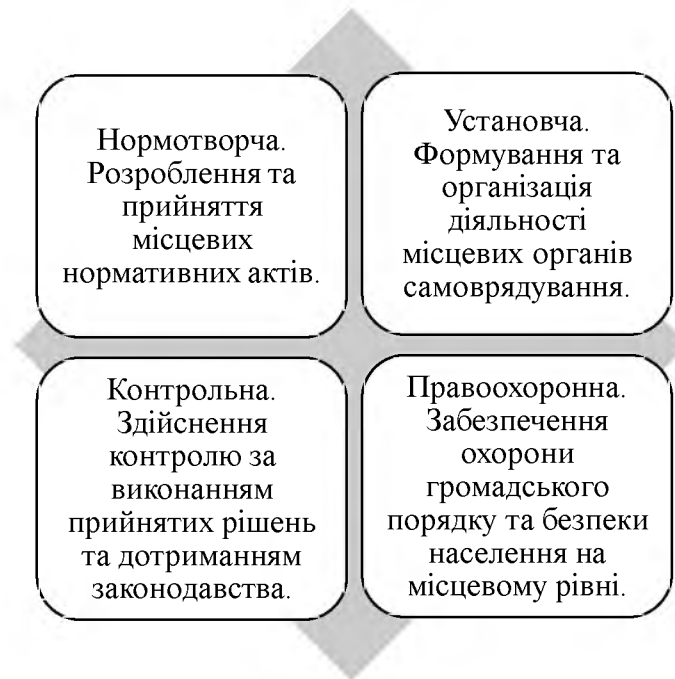 Нормотворча.
Розроблення та
прийняття
місцевих
нормативних актів.
Установча.
Формування та
організація
діяльності
місцевих органів
самоврядування.
Контрольна.
Здійснення
контролю за
виконанням
прийнятих рішень
та дотриманням
законодавства.
Правоохоронна.
Забезпечення
охорони
громадського
порядку та безпеки
населення на
місцевому рівні.